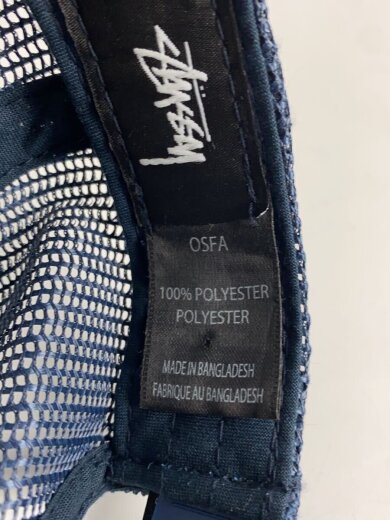 Stüssy
OSFA
100% POLYESTER
POLYESTER
MADE IN BANGLADESH
FABRIQUE AU BANGLADESH